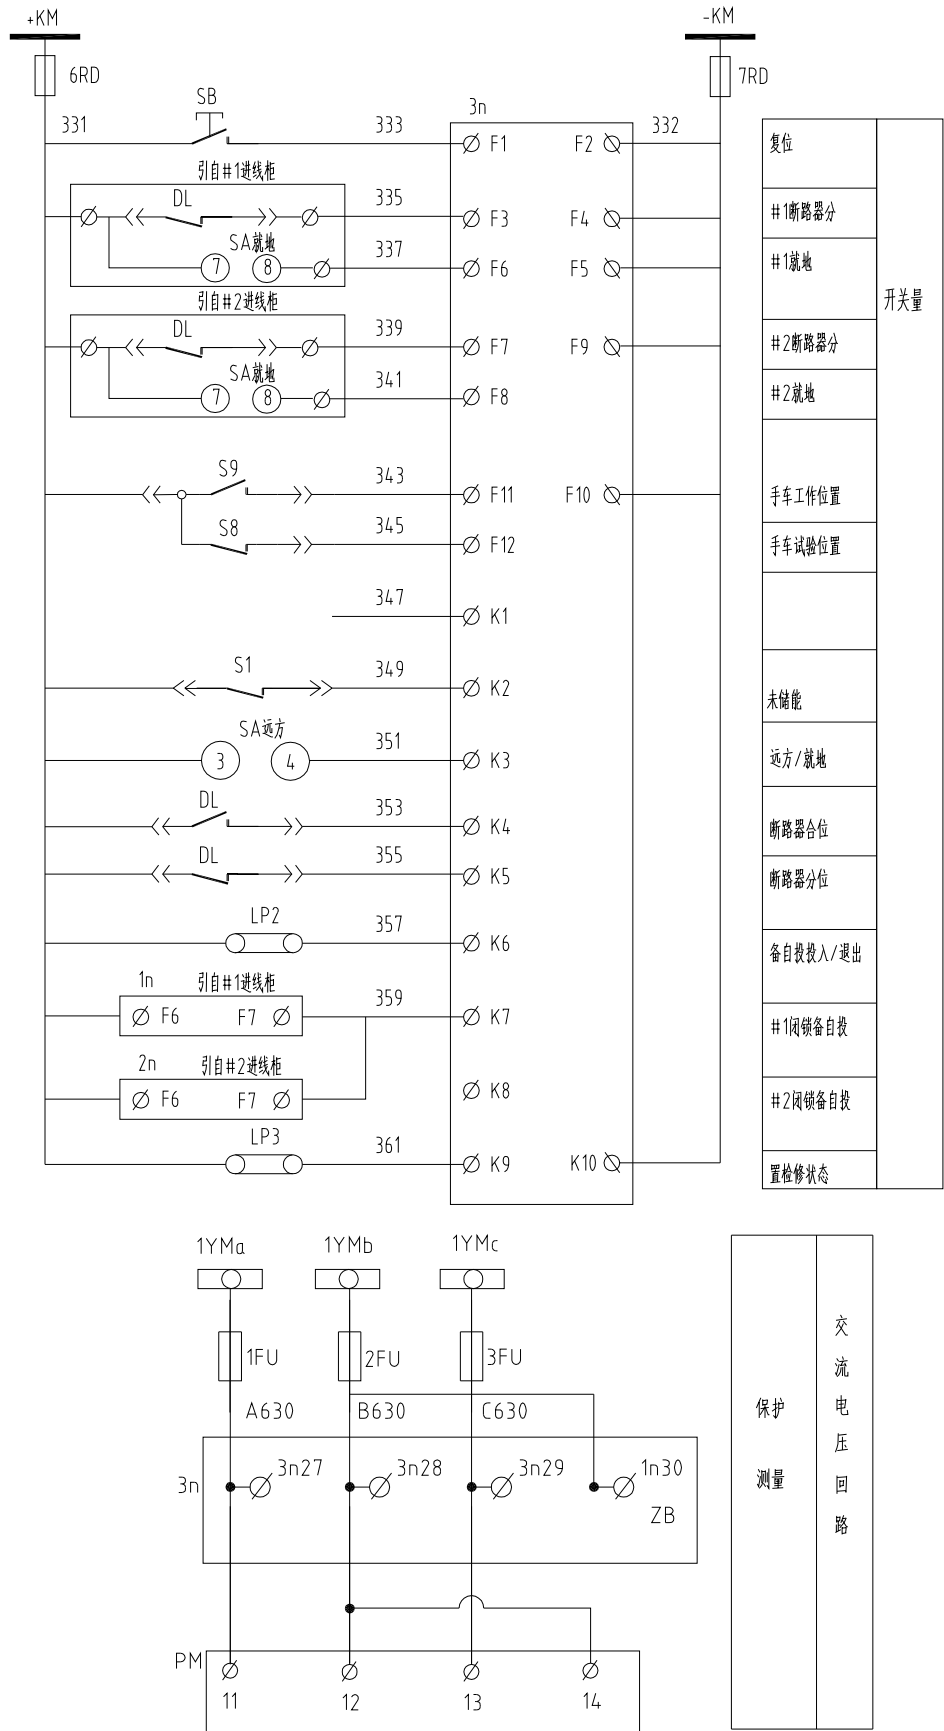 +KM
-KM
6RD
7RD
SB
3n
331
333
F1
F2
332
复位
引自#1进线柜
DL
335
F3
F4
#1断路器分
SA就地
7
8
337
F6
F5
#1就地
开关量
引自#2进线柜
DL
339
F7
F9
#2断路器分
SA就地
7
8
341
F8
#2就地
S9
343
F11
F10
手车工作位置
S8
345
F12
手车试验位置
347
K1
S1
349
K2
未储能
SA远方
3
4
351
K3
远方/就地
DL
353
K4
断路器合位
DL
355
K5
断路器分位
LP2
357
K6
备自投投入/退出
1n
引自#1进线柜
F6
F7
359
K7
#1闭锁备自投
2n
引自#2进线柜
F6
F7
K8
#2闭锁备自投
LP3
361
K9
K10
置检修状态
1YMa
1YMb
1YMc
1FU
2FU
3FU
A630
B630
C630
3n
3n27
3n28
3n29
1n30
ZB
PM
11
12
13
14
保护
测量
交
流
电
压
回
路